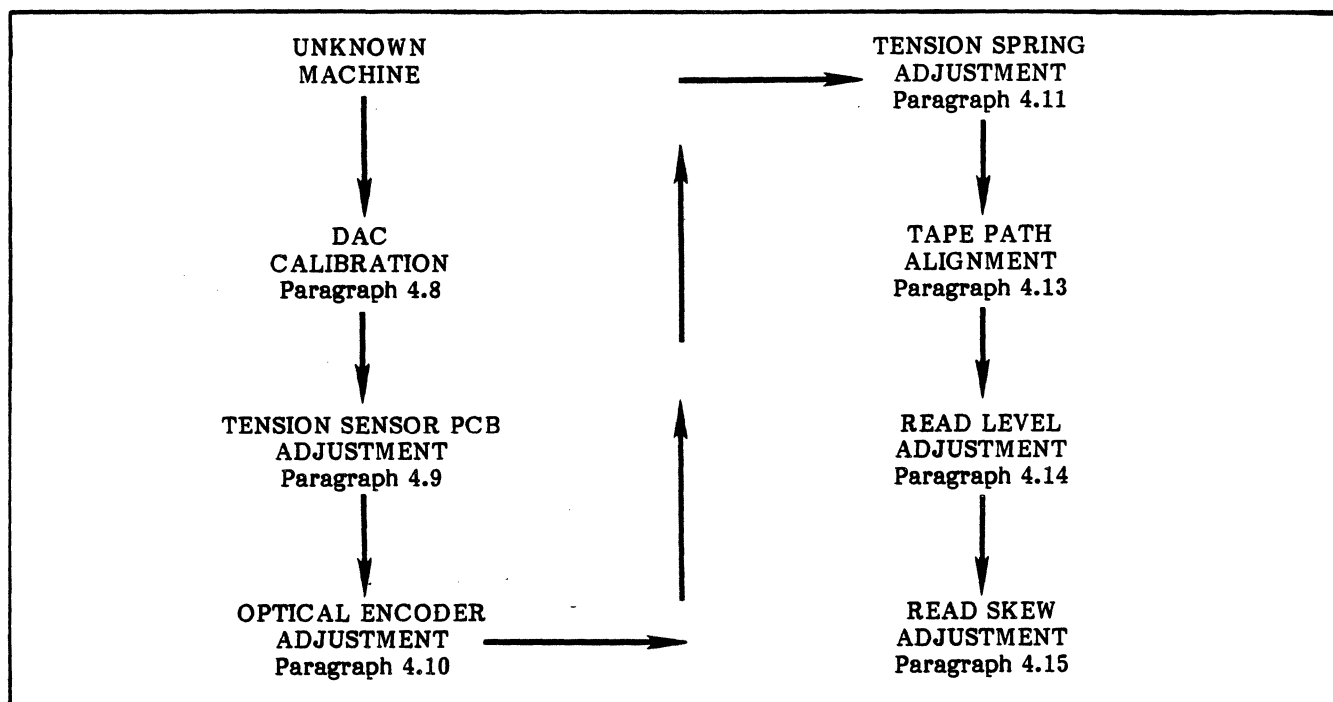 UNKNOWN
MACHINE
DAC
CALIBRATION
Paragraph 4.8
TENSION SENSOR PCB
ADJUSTMENT
Paragraph 4.9
OPTICAL ENCODER
ADJUSTMENT
Paragraph 4.10
TENSION SPRING
ADJUSTMENT
Paragraph 4.11
TAPE PATH
ALIGNMENT
Paragraph 4.13
READ LEVEL
ADJUSTMENT
Paragraph 4.14
READ SKEW
ADJUSTMENT
Paragraph 4.15